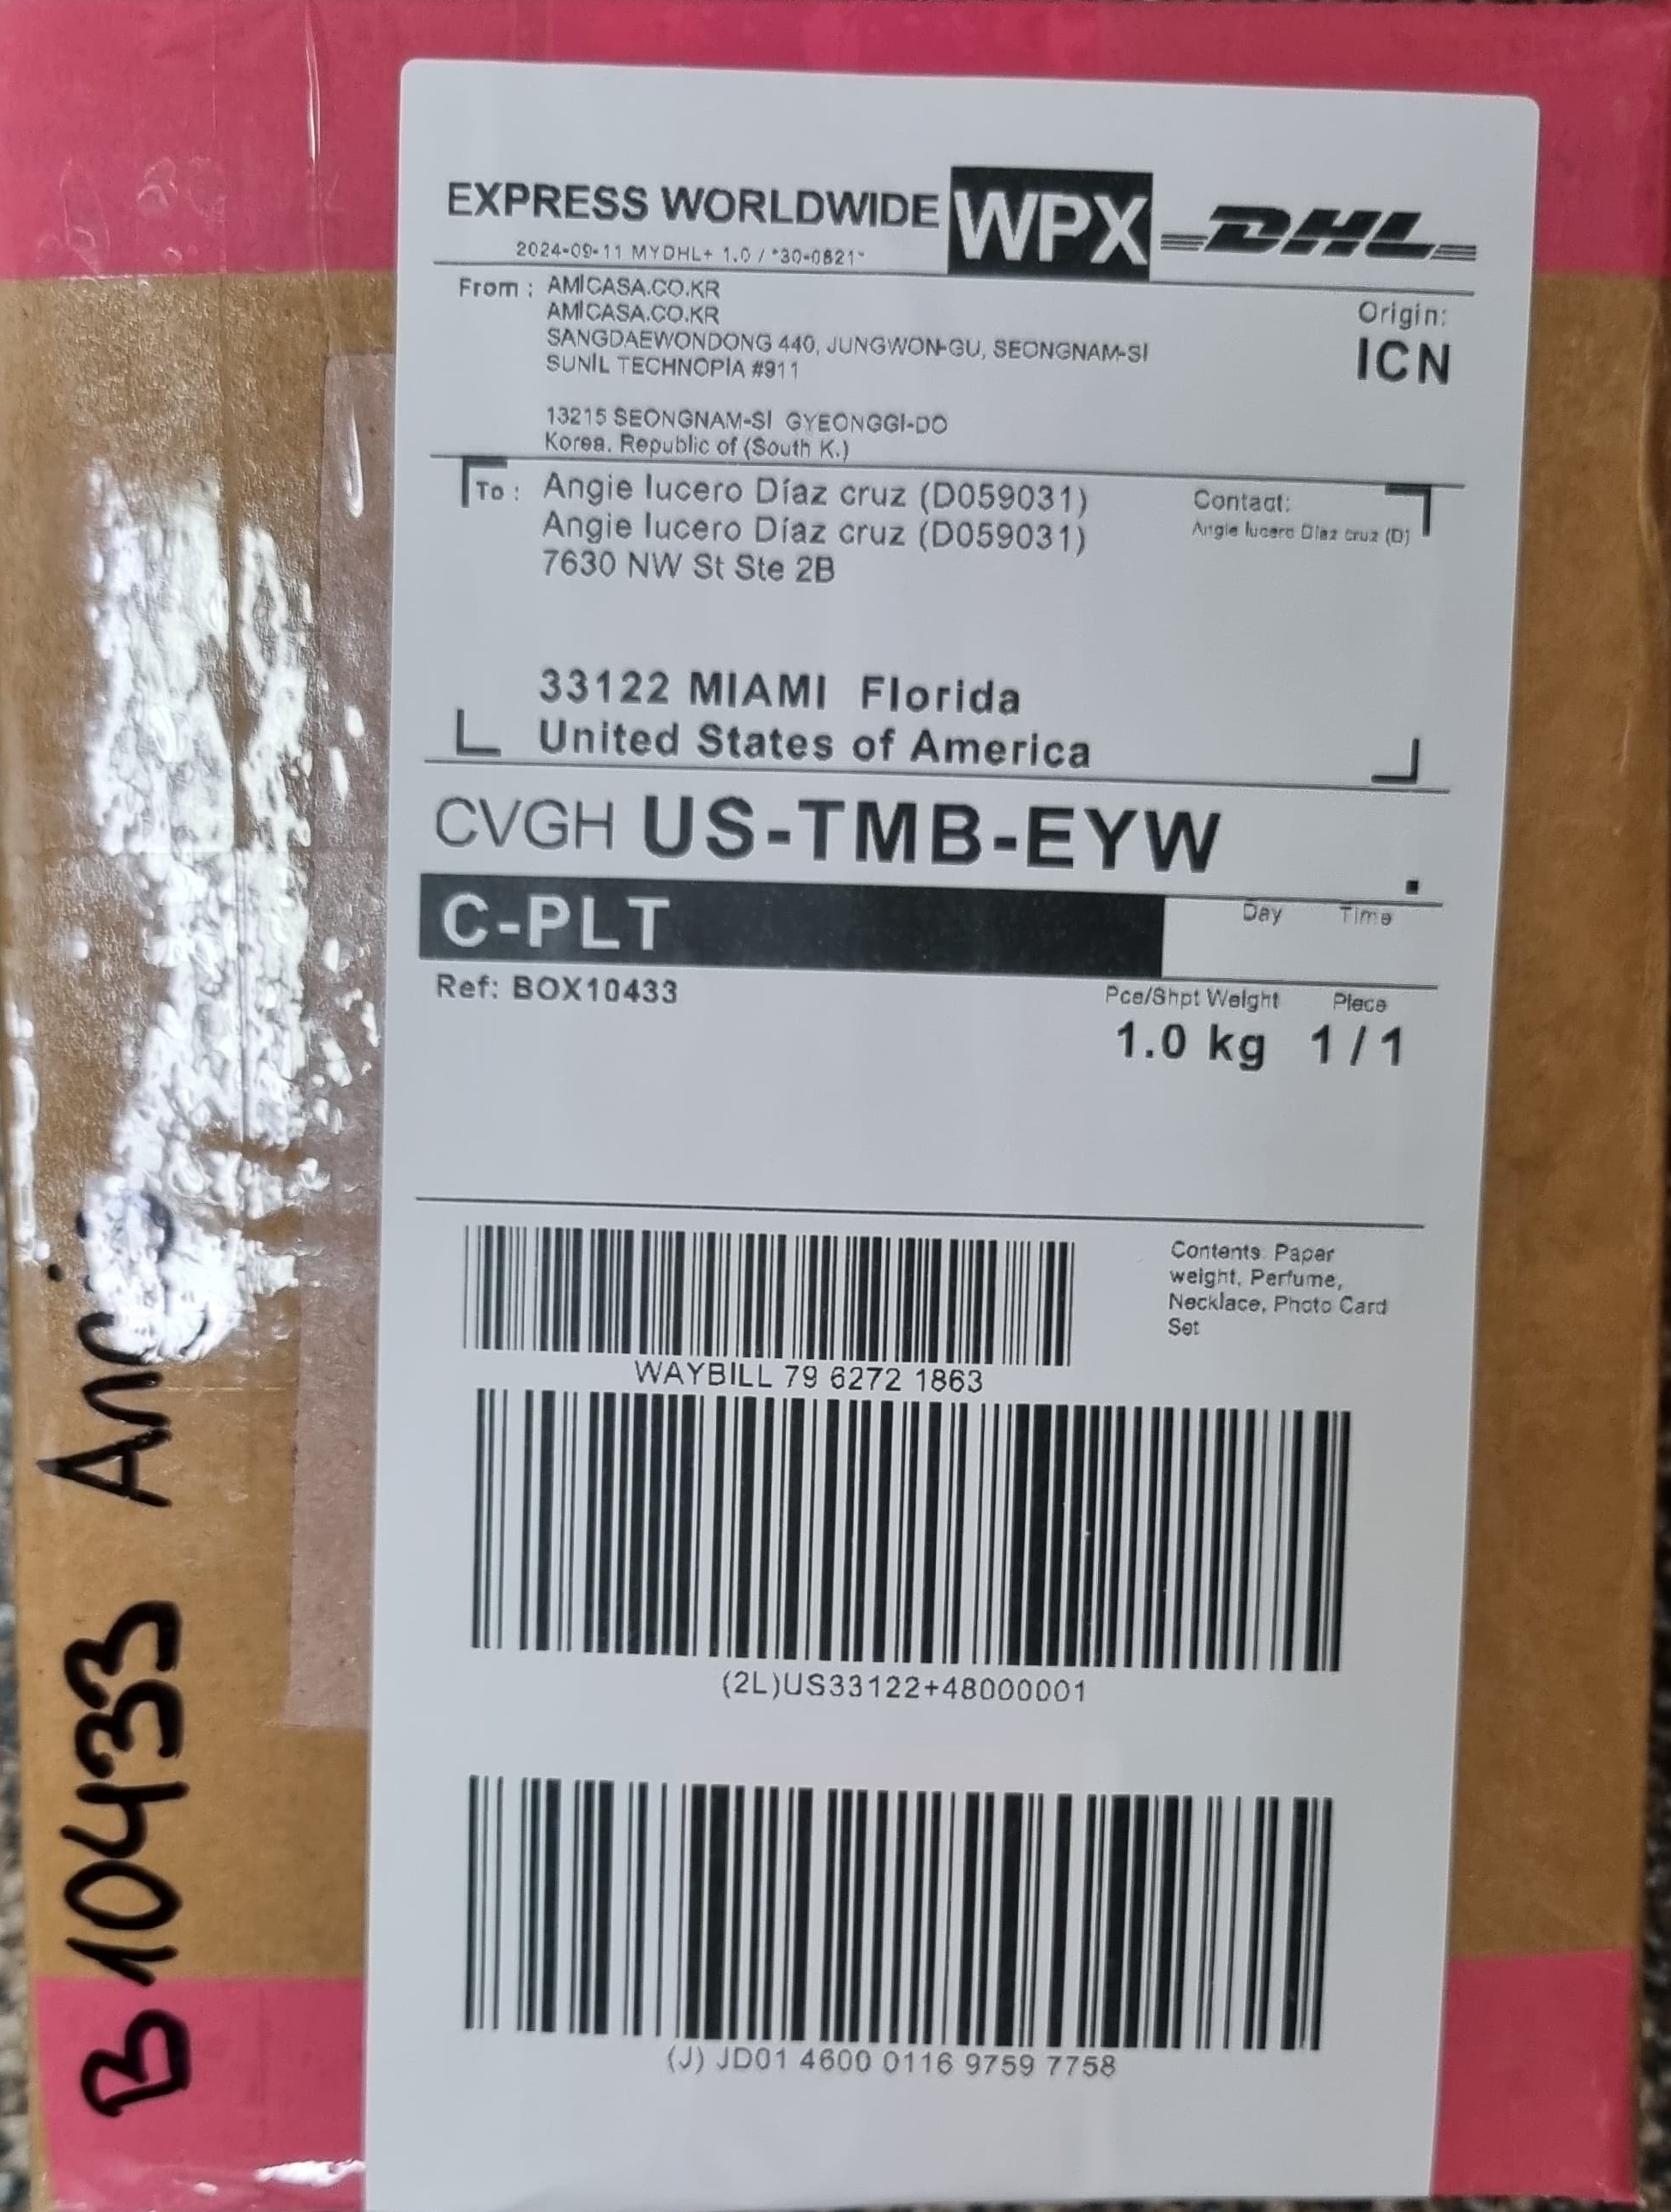 EXPRESS WORLDWIDE WPX DHL
2024-09-11 MYDHL+ 1.0 / *30-0821*
From : AMICASA.CO.KR
AMICASA.CO.KR
SANGDAEWONDONG 440, JUNGWON-GU, SEONGNAM-SI
SUNIL TECHNOPIA #911
13215 SEONGNAM-SI GYEONGGI-DO
Korea, Republic of (South K.)
Origin:
ICN
To : Angie lucero Díaz cruz (D059031)
Angie lucero Díaz cruz (D059031)
7630 NW St Ste 2B
33122 MIAMI Florida
United States of America
Contact:
Angie lucero Díaz cruz (D)
CVGH US-TMB-EYW
C-PLT
Day Time
Ref: BOX10433
Pce/Shpt Weight Piece
1.0 kg 1 / 1
WAYBILL 79 6272 1863
Contents: Paper
weight, Perfume,
Necklace, Photo Card
Set
(2L)US33122+48000001
(J) JD01 4600 0116 9759 7758
B 10433